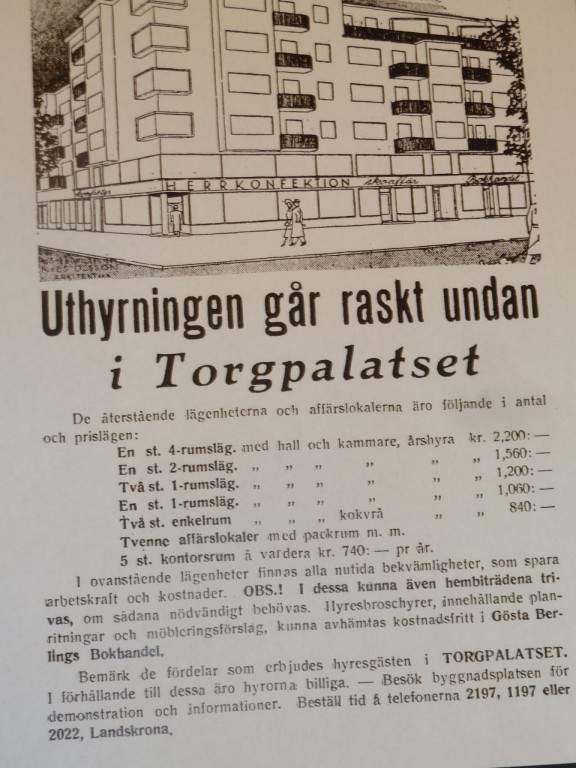 HERRKONFEKTION Skoaffär Bokhandel
ARKITEKT
Uthyrningen går raskt undan
i Torgpalatset
De återstående lägenheterna och affärslokalerna äro följande i antal
och prislägen:
En st. 4-rumsläg. med hall och kammare, årshyra kr. 2,200: —
En st. 2-rumsläg. „ „ „ „ „ „ 1,560: —
Två st. 1-rumsläg. „ „ „ „ „ „ 1,200: —
En st. 1-rumsläg. „ „ „ „ „ „ 1,060: —
Två st. enkelrum „ „ „ kokvrå „ „ 840: —
Tvenne affärslokaler med packrum m. m.
5 st. kontorsrum å vardera kr. 740: — pr år.
I ovanstående lägenheter finnas alla nutida bekvämligheter, som spara
arbetskraft och kostnader. OBS.! I dessa kunna även hembiträdena tri-
vas, om sådana nödvändigt behövas. Hyresbroschyrer, innehållande plan-
ritningar och möbleringsförslag, kunna avhämtas kostnadsfritt i Gösta Ber-
lings Bokhandel.
Bemärk de fördelar som erbjudes hyresgästen i TORGPALATSET.
I förhållande till dessa äro hyrorna billiga. — Besök byggnadsplatsen för
demonstration och informationer. Beställ tid å telefonerna 2197, 1197 eller
2022, Landskrona.